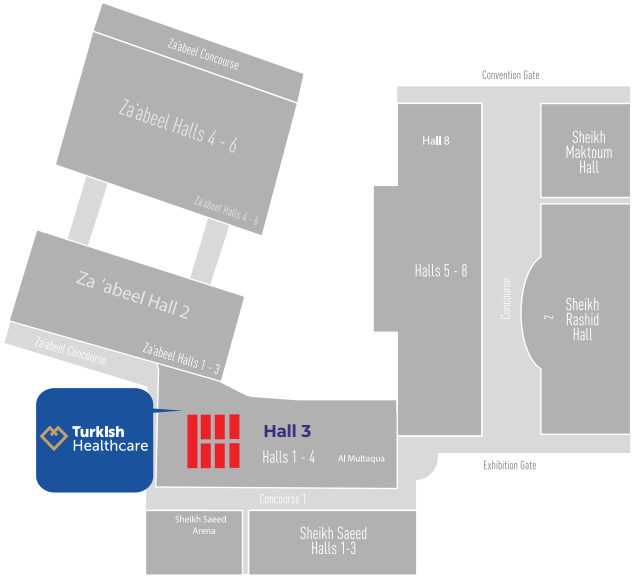 Za'abeel Concourse
Za'abeel Halls 4 - 6
Za'abeel Halls 4 - 6
Za 'abeel Hall 2
Za'abeel Halls 1 - 3
Za'abeel Concourse
Convention Gate
Hall 8
Sheikh
Maktoum
Hall
Halls 5 - 8
Concourse
2
Sheikh
Rashid
Hall
Turkish
Healthcare
Hall 3
Halls 1 - 4
Al Multaqua
Exhibition Gate
Concourse 1
Sheikh Saeed
Arena
Sheikh Saeed
Halls 1-3